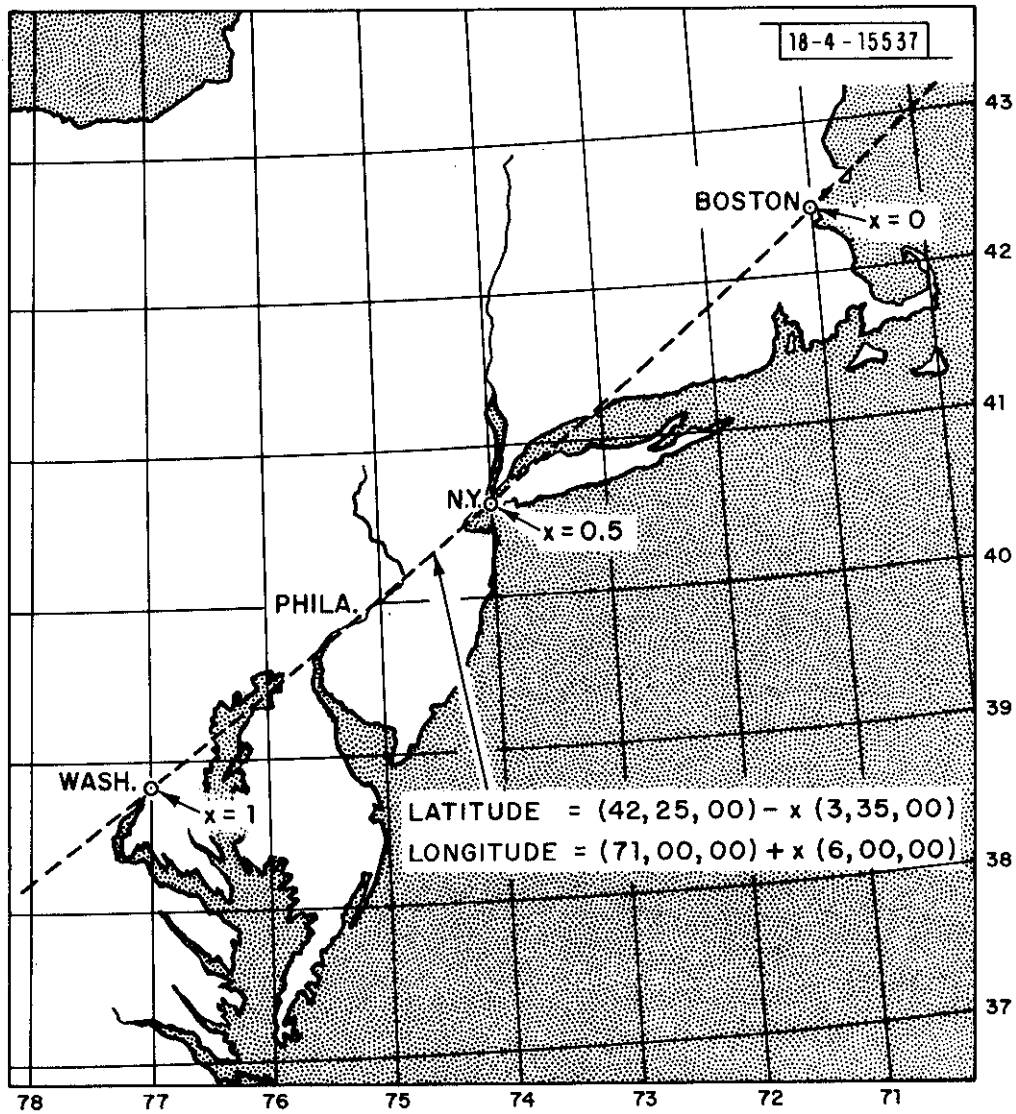 18-4-15537
43
BOSTON
x = 0
42
41
N.Y.
x = 0.5
40
PHILA.
39
WASH.
x = 1
LATITUDE = (42,25,00) – x (3,35,00)
LONGITUDE = (71,00,00) + x (6,00,00)
38
37
78 77 76 75 74 73 72 71